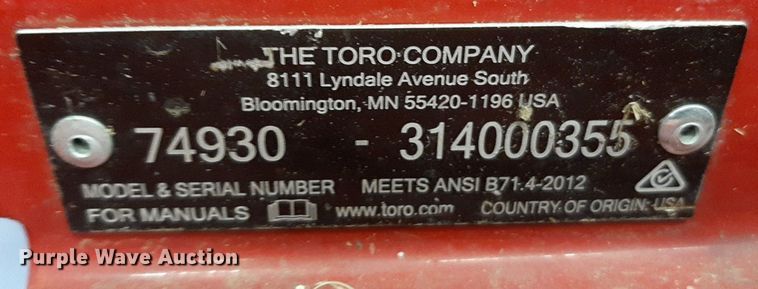 THE TORO COMPANY
8111 Lyndale Avenue South
Bloomington, MN 55420-1196 USA
74930 - 314000355
MODEL & SERIAL NUMBER MEETS ANSI B71.4-2012
FOR MANUALS www.toro.com COUNTRY OF ORIGIN: USA
Purple Wave Auction